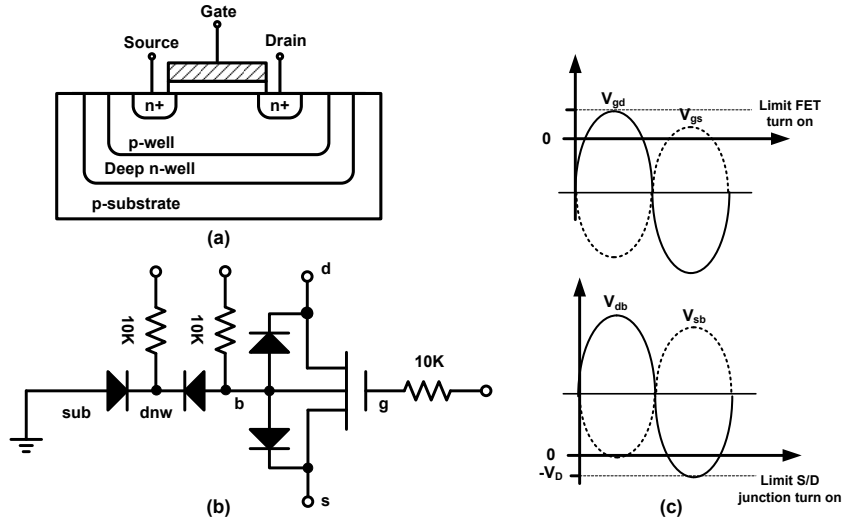 Gate
Source
Drain
n+
n+
p-well
Deep n-well
p-substrate
(a)
d
10K
10K
10K
sub
dnw
b
g
s
(b)
Vgd
Vgs
Limit FET
turn on
0
Vdb
Vsb
0
-VD
Limit S/D
junction turn on
(c)